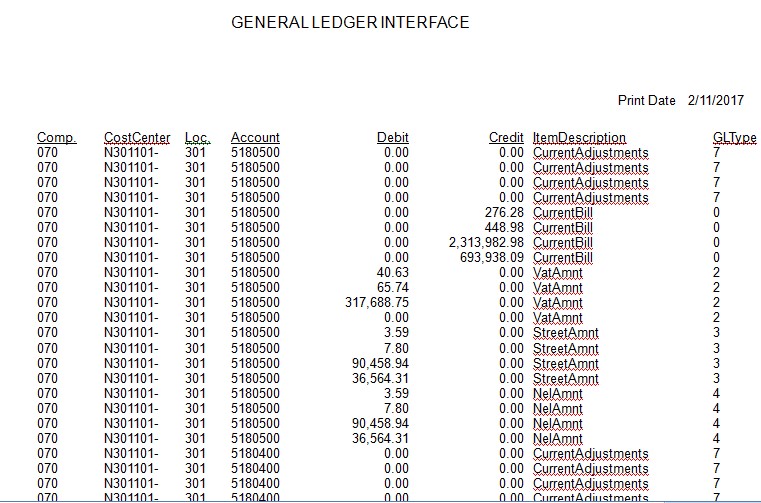 GENERAL LEDGER INTERFACE
Print Date 2/11/2017
Comp. CostCenter Loc. Account Debit Credit ItemDescription GLType
070 N301101- 301 5180500 0.00 0.00 CurrentAdjustments 7
070 N301101- 301 5180500 0.00 0.00 CurrentAdjustments 7
070 N301101- 301 5180500 0.00 0.00 CurrentAdjustments 7
070 N301101- 301 5180500 0.00 0.00 CurrentAdjustments 7
070 N301101- 301 5180500 0.00 276.28 CurrentBill 0
070 N301101- 301 5180500 0.00 448.98 CurrentBill 0
070 N301101- 301 5180500 0.00 2,313,982.98 CurrentBill 0
070 N301101- 301 5180500 0.00 693,938.09 CurrentBill 0
070 N301101- 301 5180500 40.63 0.00 VatAmnt 2
070 N301101- 301 5180500 65.74 0.00 VatAmnt 2
070 N301101- 301 5180500 317,688.75 0.00 VatAmnt 2
070 N301101- 301 5180500 0.00 0.00 VatAmnt 2
070 N301101- 301 5180500 3.59 0.00 StreetAmnt 3
070 N301101- 301 5180500 7.80 0.00 StreetAmnt 3
070 N301101- 301 5180500 90,458.94 0.00 StreetAmnt 3
070 N301101- 301 5180500 36,564.31 0.00 StreetAmnt 3
070 N301101- 301 5180500 3.59 0.00 NelAmnt 4
070 N301101- 301 5180500 7.80 0.00 NelAmnt 4
070 N301101- 301 5180500 90,458.94 0.00 NelAmnt 4
070 N301101- 301 5180500 36,564.31 0.00 NelAmnt 4
070 N301101- 301 5180400 0.00 0.00 CurrentAdjustments 7
070 N301101- 301 5180400 0.00 0.00 CurrentAdjustments 7
070 N301101- 301 5180400 0.00 0.00 CurrentAdjustments 7
070 N301101- 301 5180400 0.00 0.00 CurrentAdjustments 7